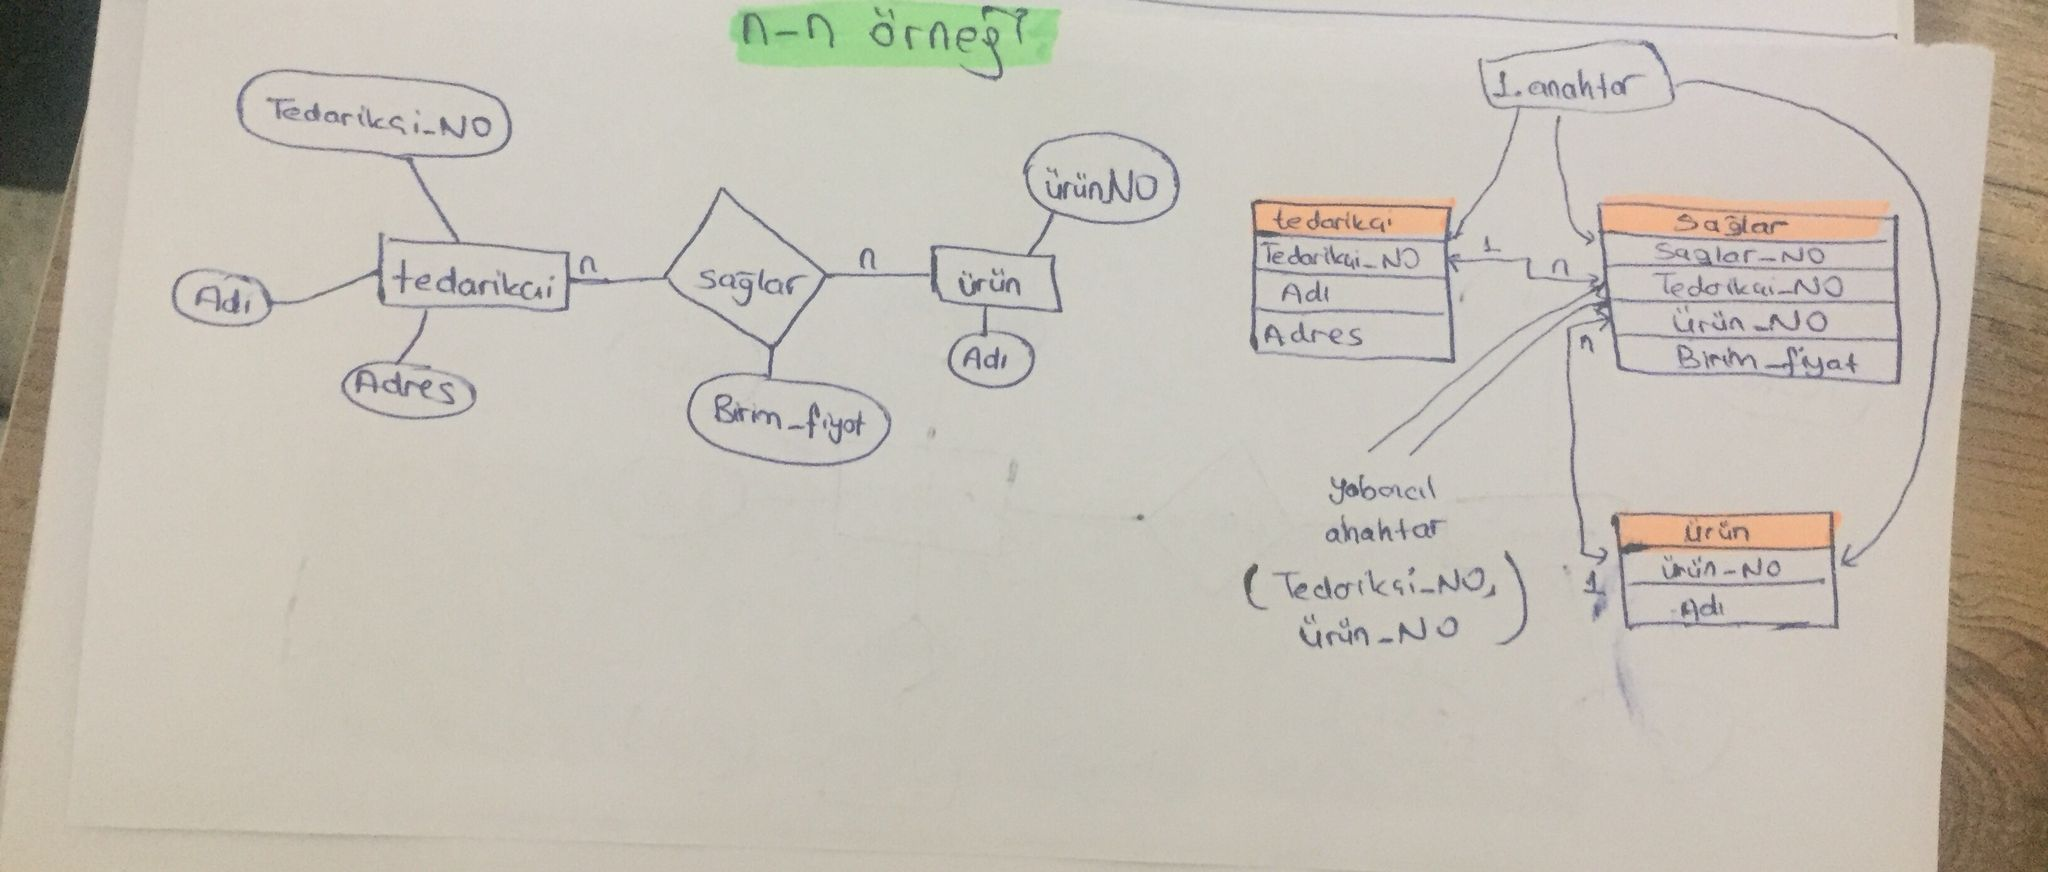 n-n örneği
Tedarikçi_NO
Adı
tedarikçi
Adres
n
sağlar
Birim_fiyat
n
ürünNO
ürün
Adı
1.anahtar
tedarikçi
Tedarikçi_NO
Adı
Adres
1
n
Sağlar
Sağlar_NO
Tedarikçi_NO
Ürün_NO
Birim_fiyat
n
1
yabancıl
anahtar
(Tedarikçi_NO,
ürün_NO)
ürün
ürün_NO
Adı